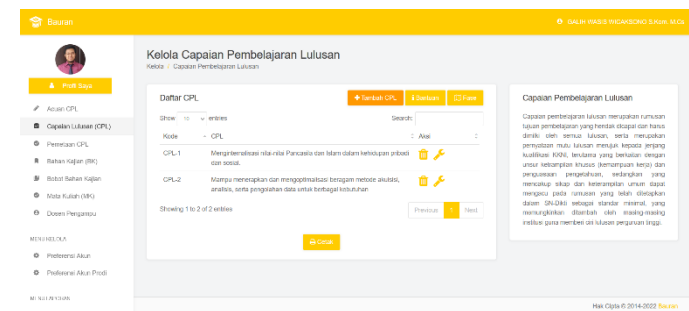 Bauran
GALIH WASIS WICAKSONO S.Kom. M.Cs
Profil Saya
Acuan CPL
Capaian Lulusan (CPL)
Pemetaan CPL
Bahan Kajian (RK)
Bobot Bahan Kajian
Mata Kuliah (MK)
Dosen Pengampu
MENU KELOLA
Preferensi Akun
Preferensi Akun Prodi
Kelola Capaian Pembelajaran Lulusan
Kelola / Capaian Pembelajaran Lulusan
Daftar CPL
Tambah CPL
Bantuan
Show 10 entries
Search:
Kode CPL Aksi
CPL-1 Menginternalisasi nilai-nilai Pancasila dan Islam dalam kehidupan pribadi
dan sosial.
CPL-2 Mampu menerapkan dan mengoptimalisasi beragam metode akuisisi,
analisis, serta pengolahan data untuk berbagai kebutuhan
Showing 1 to 2 of 2 entries
Previous 1 Next
Cetak
Capaian Pembelajaran Lulusan
Capaian pembelajaran lulusan merupakan rumusan
tujuan pembelajaran yang hendak dicapai dan harus
dimiliki oleh semua lulusan, serta merupakan
pernyataan mutu lulusan merujuk kepada jenjang
kualifikasi KKNI, terutama yang berkaitan dengan
unsur ketrampilan khusus (kemampuan kerja) dan
penguasaan pengetahuan, sedangkan yang
mencakup sikap dan keterampilan umum dapat
mengacu pada rumusan yang telah ditetapkan
dalam SN-Dikti sebagai standar minimal, yang
memungkinkan ditambah oleh masing-masing
institusi guna memberi ciri lulusan perguruan tinggi.
Hak Cipta © 2014-2022 Bauran